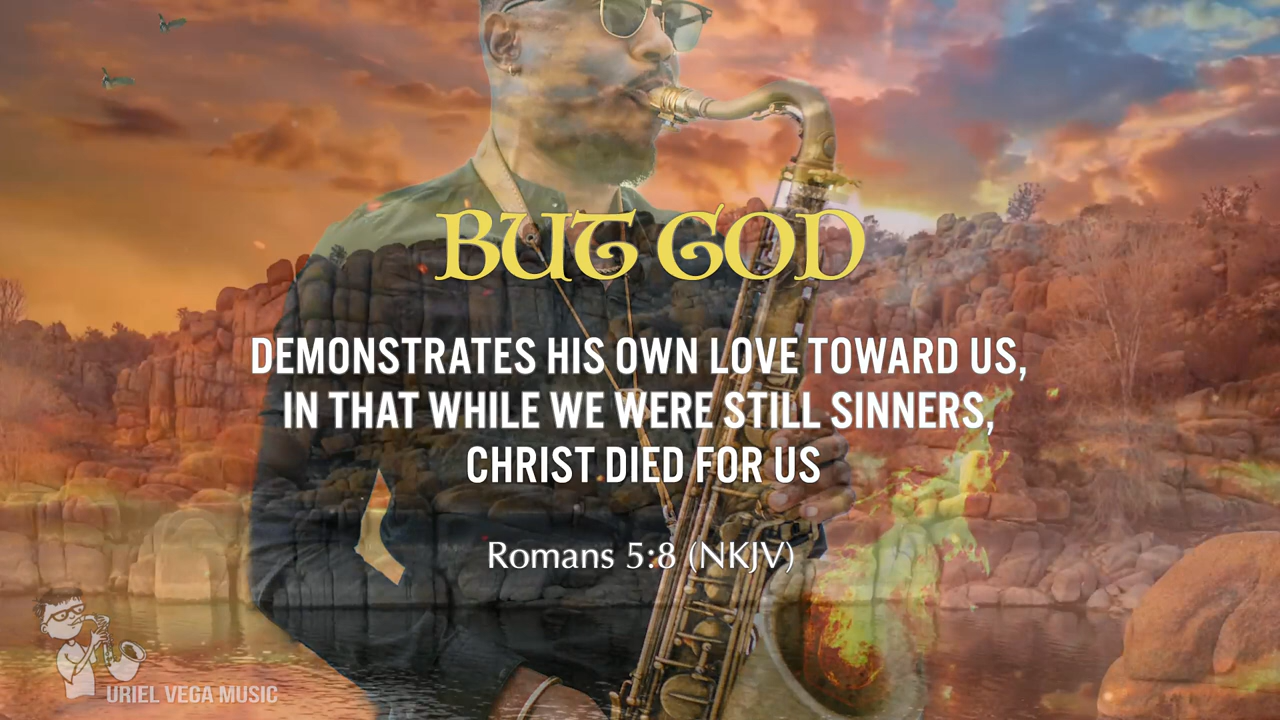 BUT GOD
DEMONSTRATES HIS OWN LOVE TOWARD US,
IN THAT WHILE WE WERE STILL SINNERS,
CHRIST DIED FOR US
Romans 5:8 (NKJV)
URIEL VEGA MUSIC